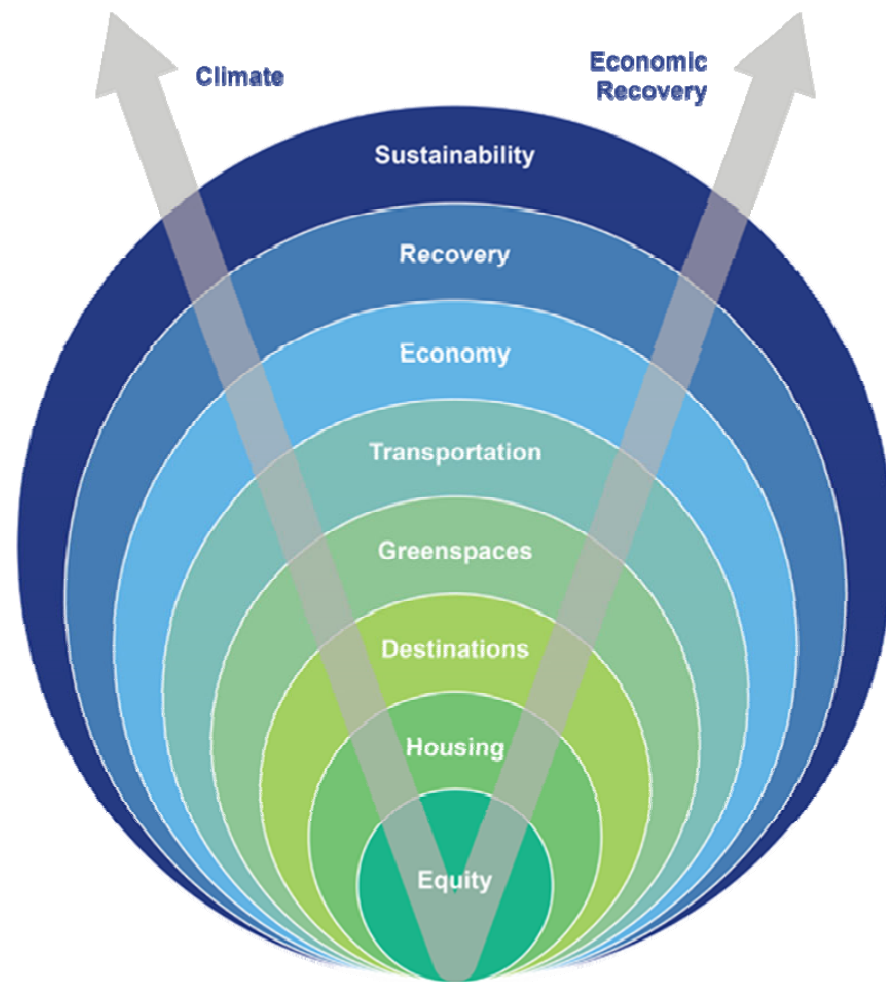 Climate
Economic
Recovery
Sustainability
Recovery
Economy
Transportation
Greenspaces
Destinations
Housing
Equity